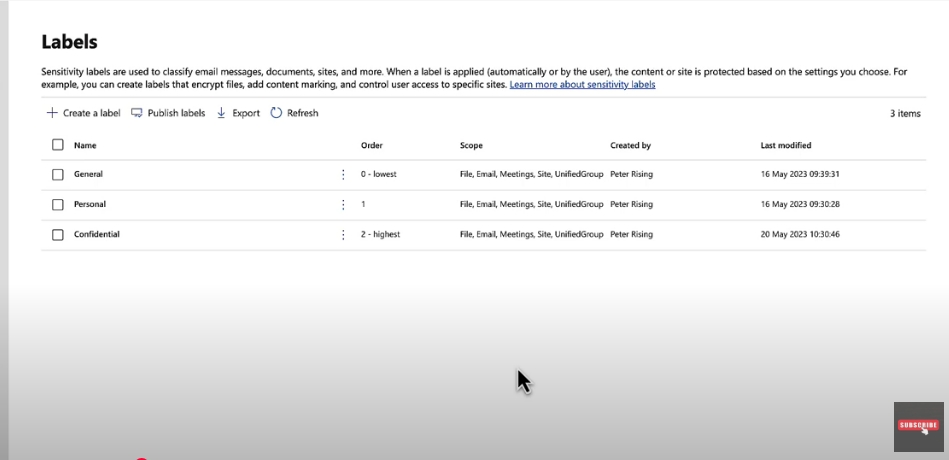 Labels
Sensitivity labels are used to classify email messages, documents, sites, and more. When a label is applied (automatically or by the user), the content or site is protected based on the settings you choose. For
example, you can create labels that encrypt files, add content marking, and control user access to specific sites. Learn more about sensitivity labels
Create a label Publish labels Export Refresh 3 items
Name Order Scope Created by Last modified
General 0 - lowest File, Email, Meetings, Site, UnifiedGroup Peter Rising 16 May 2023 09:39:31
Personal 1 File, Email, Meetings, Site, UnifiedGroup Peter Rising 16 May 2023 09:30:28
Confidential 2 - highest File, Email, Meetings, Site, UnifiedGroup Peter Rising 20 May 2023 10:30:46
SUBSCRIBE